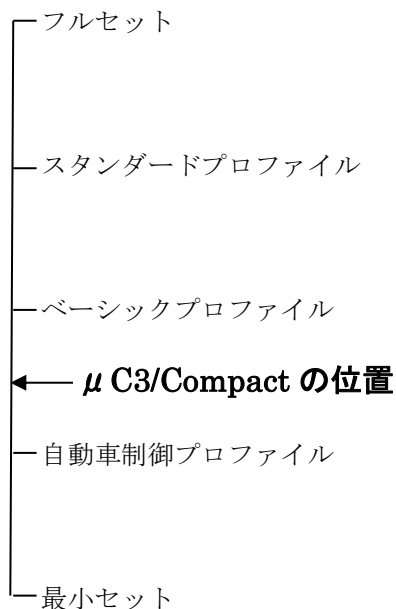 フルセット
スタンダードプロファイル
ベーシックプロファイル
μ C3/Compact の位置
自動車制御プロファイル
最小セット